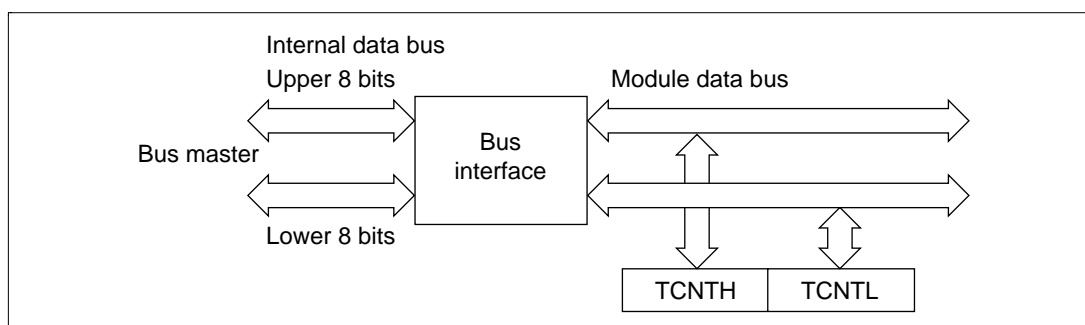 Internal data bus
Upper 8 bits
Module data bus
Bus master
Bus
interface
Lower 8 bits
TCNTH
TCNTL